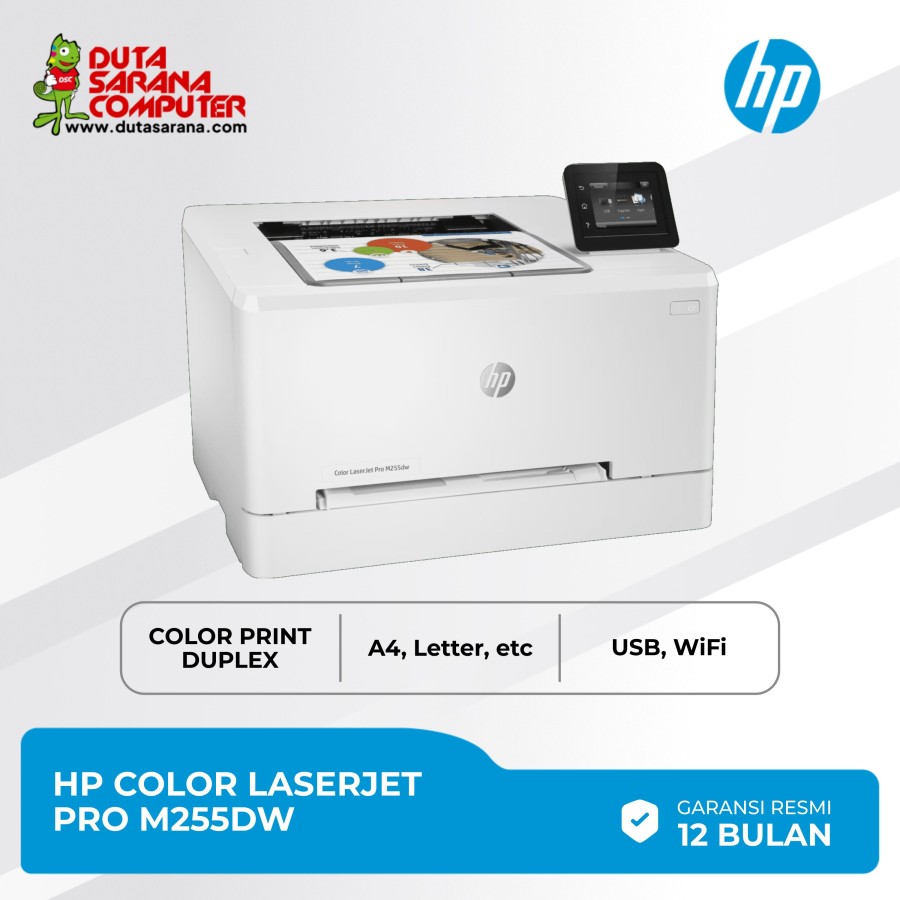 DUTA
SARANA
COMPUTER
www.dutasarana.com
DSC
hp
hp
Color LaserJet Pro M255dw
COLOR PRINT
DUPLEX
A4, Letter, etc
USB, WiFi
HP COLOR LASERJET
PRO M255DW
GARANSI RESMI
12 BULAN